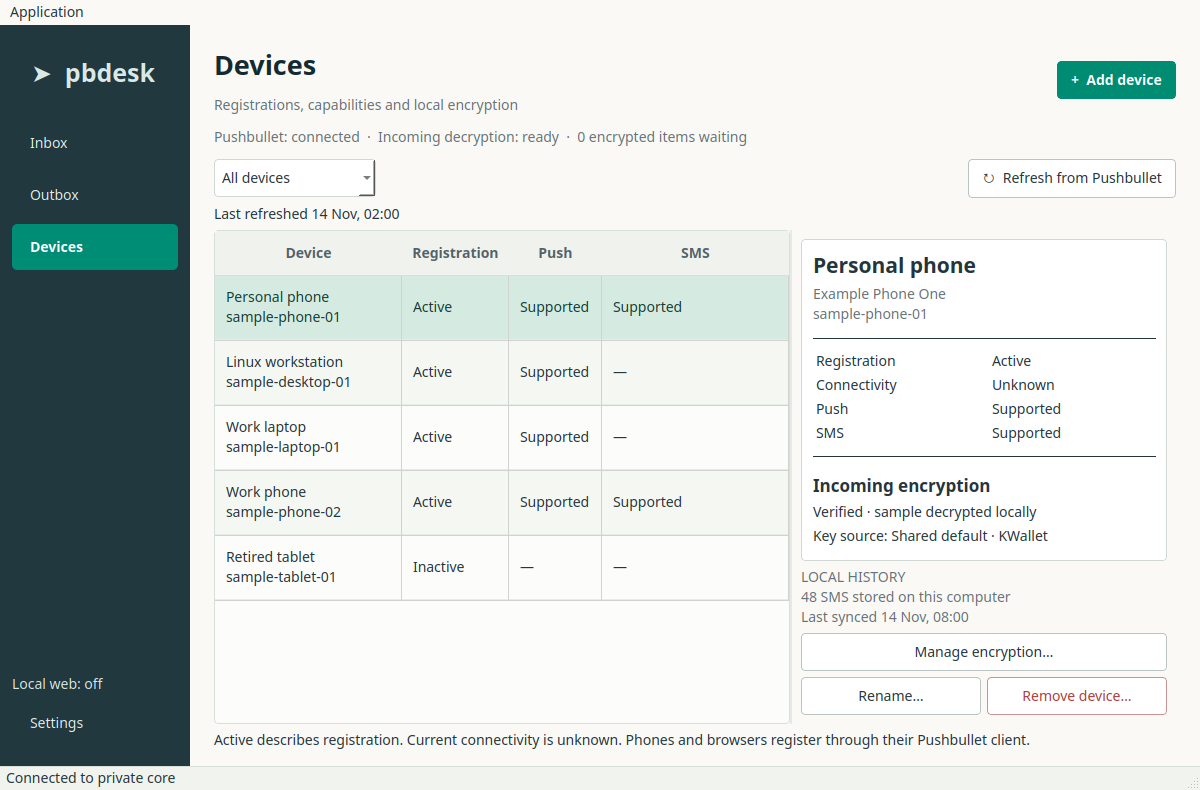 Application
➤ pbdesk
Inbox
Outbox
Devices
Local web: off
Settings
Devices
+ Add device
Registrations, capabilities and local encryption
Pushbullet: connected · Incoming decryption: ready · 0 encrypted items waiting
All devices
↻ Refresh from Pushbullet
Last refreshed 14 Nov, 02:00
Device Registration Push SMS
Personal phone
sample-phone-01
Active Supported Supported
Linux workstation
sample-desktop-01
Active Supported —
Work laptop
sample-laptop-01
Active Supported —
Work phone
sample-phone-02
Active Supported Supported
Retired tablet
sample-tablet-01
Inactive — —
Personal phone
Example Phone One
sample-phone-01
Registration Active
Connectivity Unknown
Push Supported
SMS Supported
Incoming encryption
Verified · sample decrypted locally
Key source: Shared default · KWallet
LOCAL HISTORY
48 SMS stored on this computer
Last synced 14 Nov, 08:00
Manage encryption...
Rename...
Remove device...
Active describes registration. Current connectivity is unknown. Phones and browsers register through their Pushbullet client.
Connected to private core